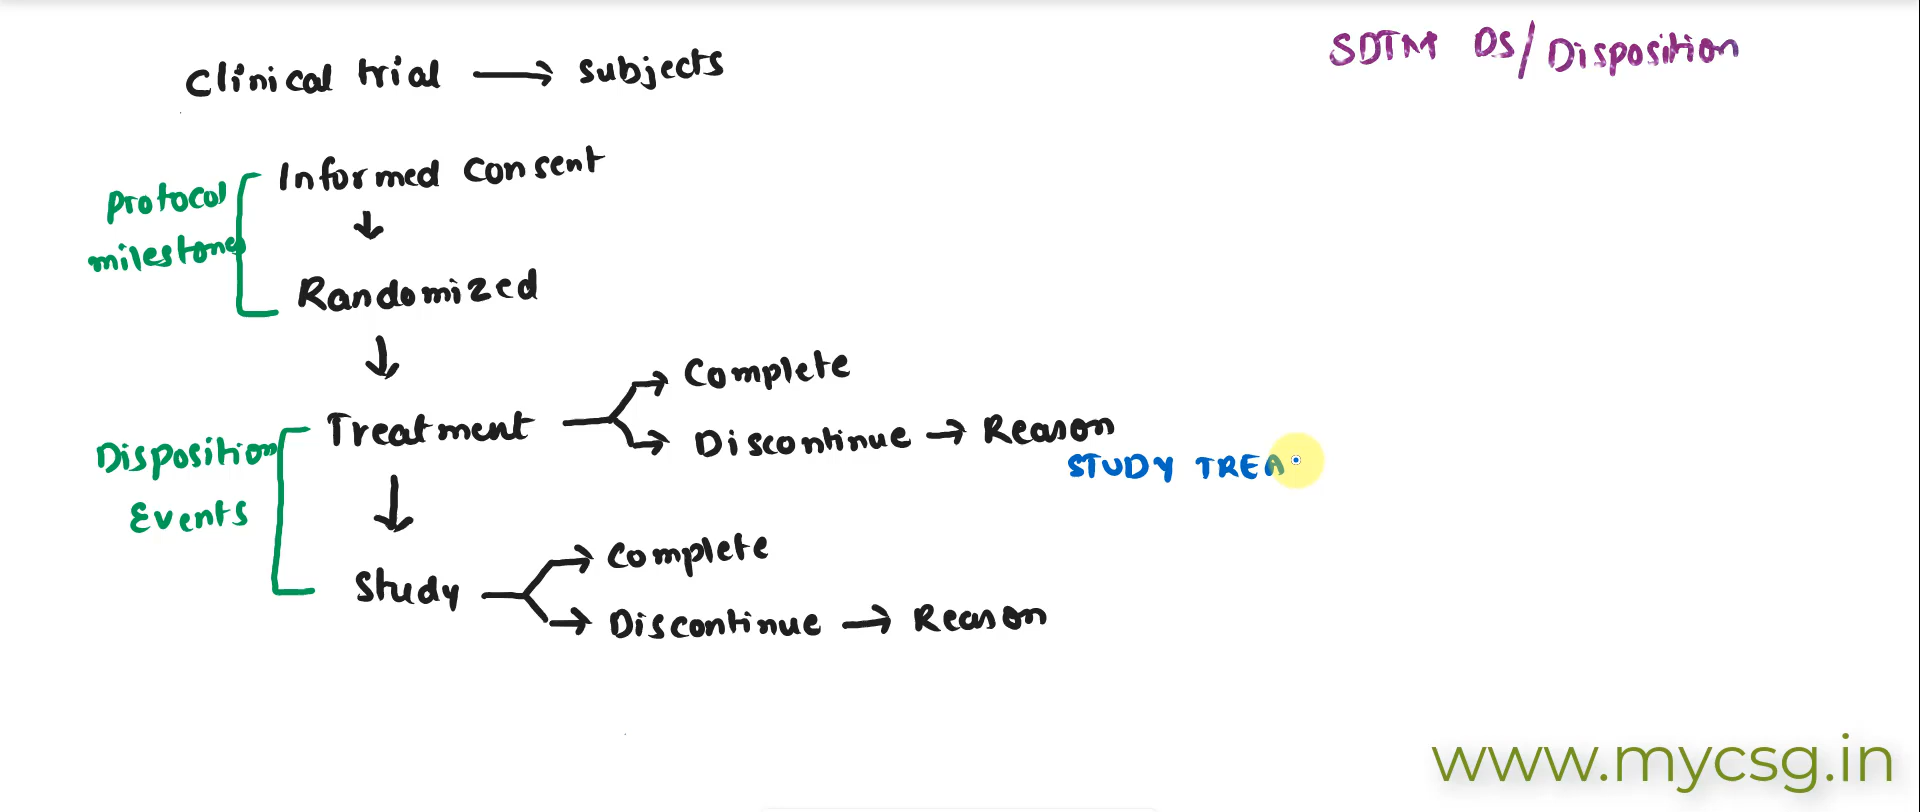 SDTM DS/Disposition
Clinical trial → subjects
Informed Consent
Protocol
milestones
Randomized
Complete
Treatment
Discontinue → Reason
STUDY TREA
Disposition
Events
Complete
Study
Discontinue → Reason
www.mycsg.in